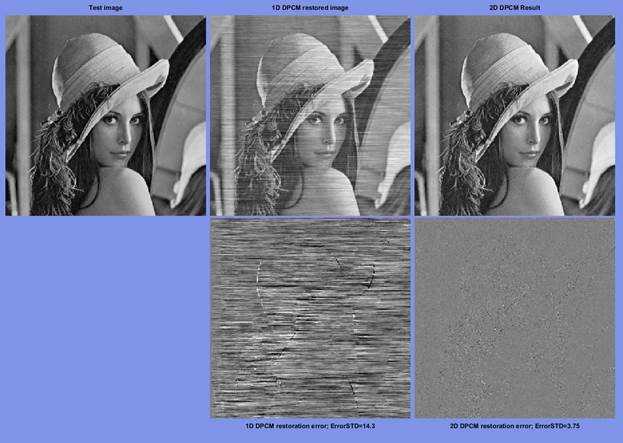 Test image
1D DPCM restored image
2D DPCM Result
1D DPCM restoration error; ErrorSTD=14.3
2D DPCM restoration error; ErrorSTD=3.75